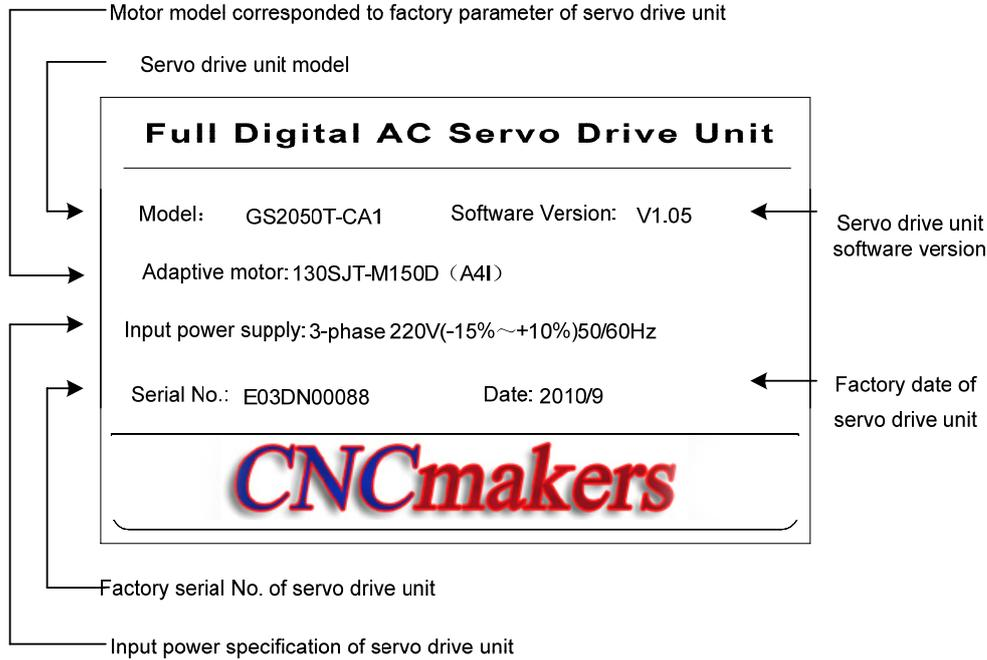 Motor model corresponded to factory parameter of servo drive unit
Servo drive unit model
Full Digital AC Servo Drive Unit
Model: GS2050T-CA1 Software Version: V1.05
Servo drive unit
software version
Adaptive motor: 130SJT-M150D（A4I）
Input power supply: 3-phase 220V(-15%～+10%)50/60Hz
Serial No.: E03DN00088 Date: 2010/9
Factory date of
servo drive unit
CNCmakers
Factory serial No. of servo drive unit
Input power specification of servo drive unit